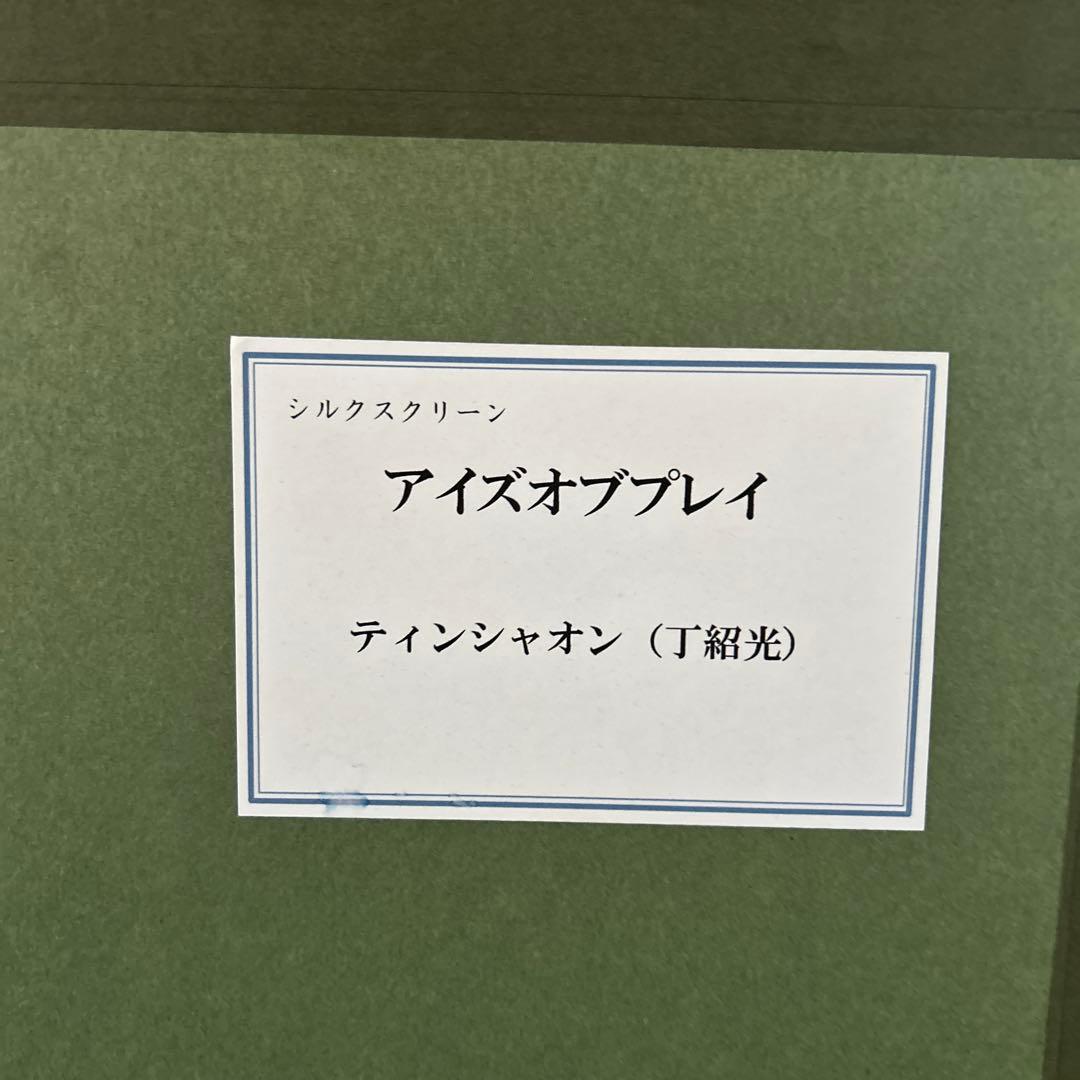 シルクスクリーン
アイズオブプレイ
ティンシャオン（丁紹光）